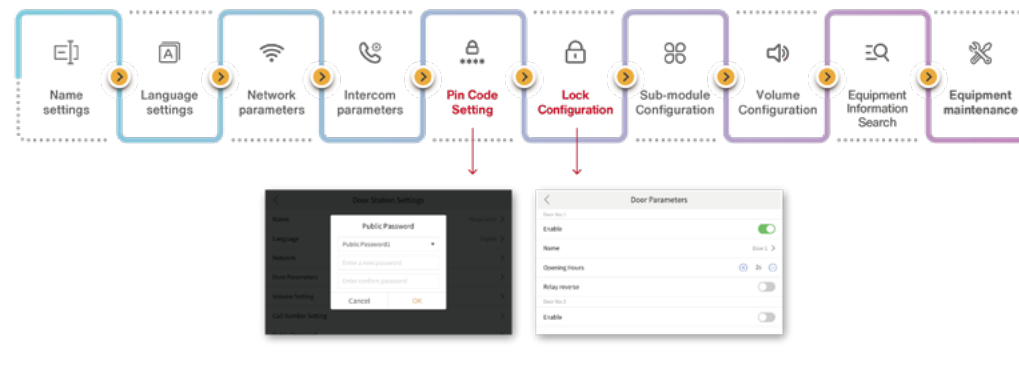 Name
settings
Language
settings
Network
parameters
Intercom
parameters
Pin Code
Setting
Lock
Configuration
Sub-module
Configuration
Volume
Configuration
Equipment
Information
Search
Equipment
maintenance
A
****
Door Station Settings
Name
Language
English
Network
Door Parameters
Volume Setting
Call Number Setting
Public Password
Public Password1
Enter a new password
Enter confirm password
Cancel
OK
Door Parameters
Door No.1
Enable
Name
Door 1
Opening Hours
2s
Relay reverse
Door No.2
Enable